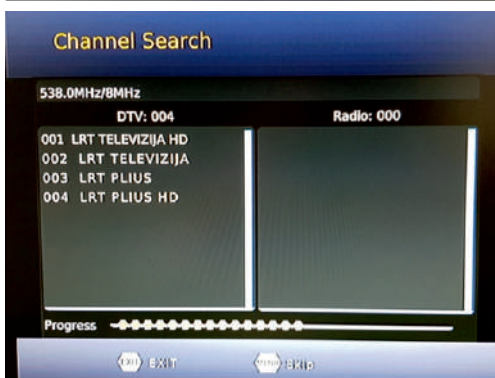 Channel Search
538.0MHz/8MHz
DTV: 004 Radio: 000
001 LRT TELEVIZIJA HD
002 LRT TELEVIZIJA
003 LRT PLIUS
004 LRT PLIUS HD
Progress
EXIT EXIT MENU Skip